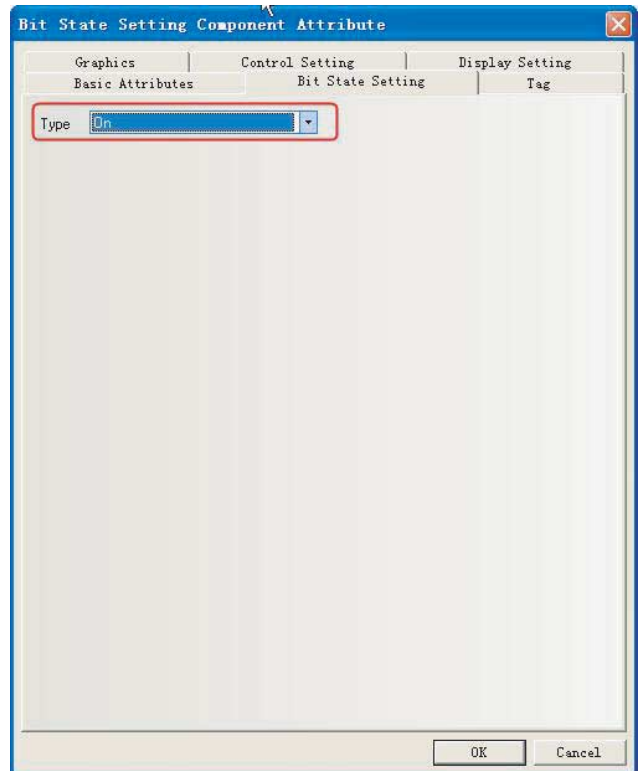 Bit State Setting Component Attribute
Graphics Control Setting Display Setting
Basic Attributes Bit State Setting Tag
Type On
OK Cancel